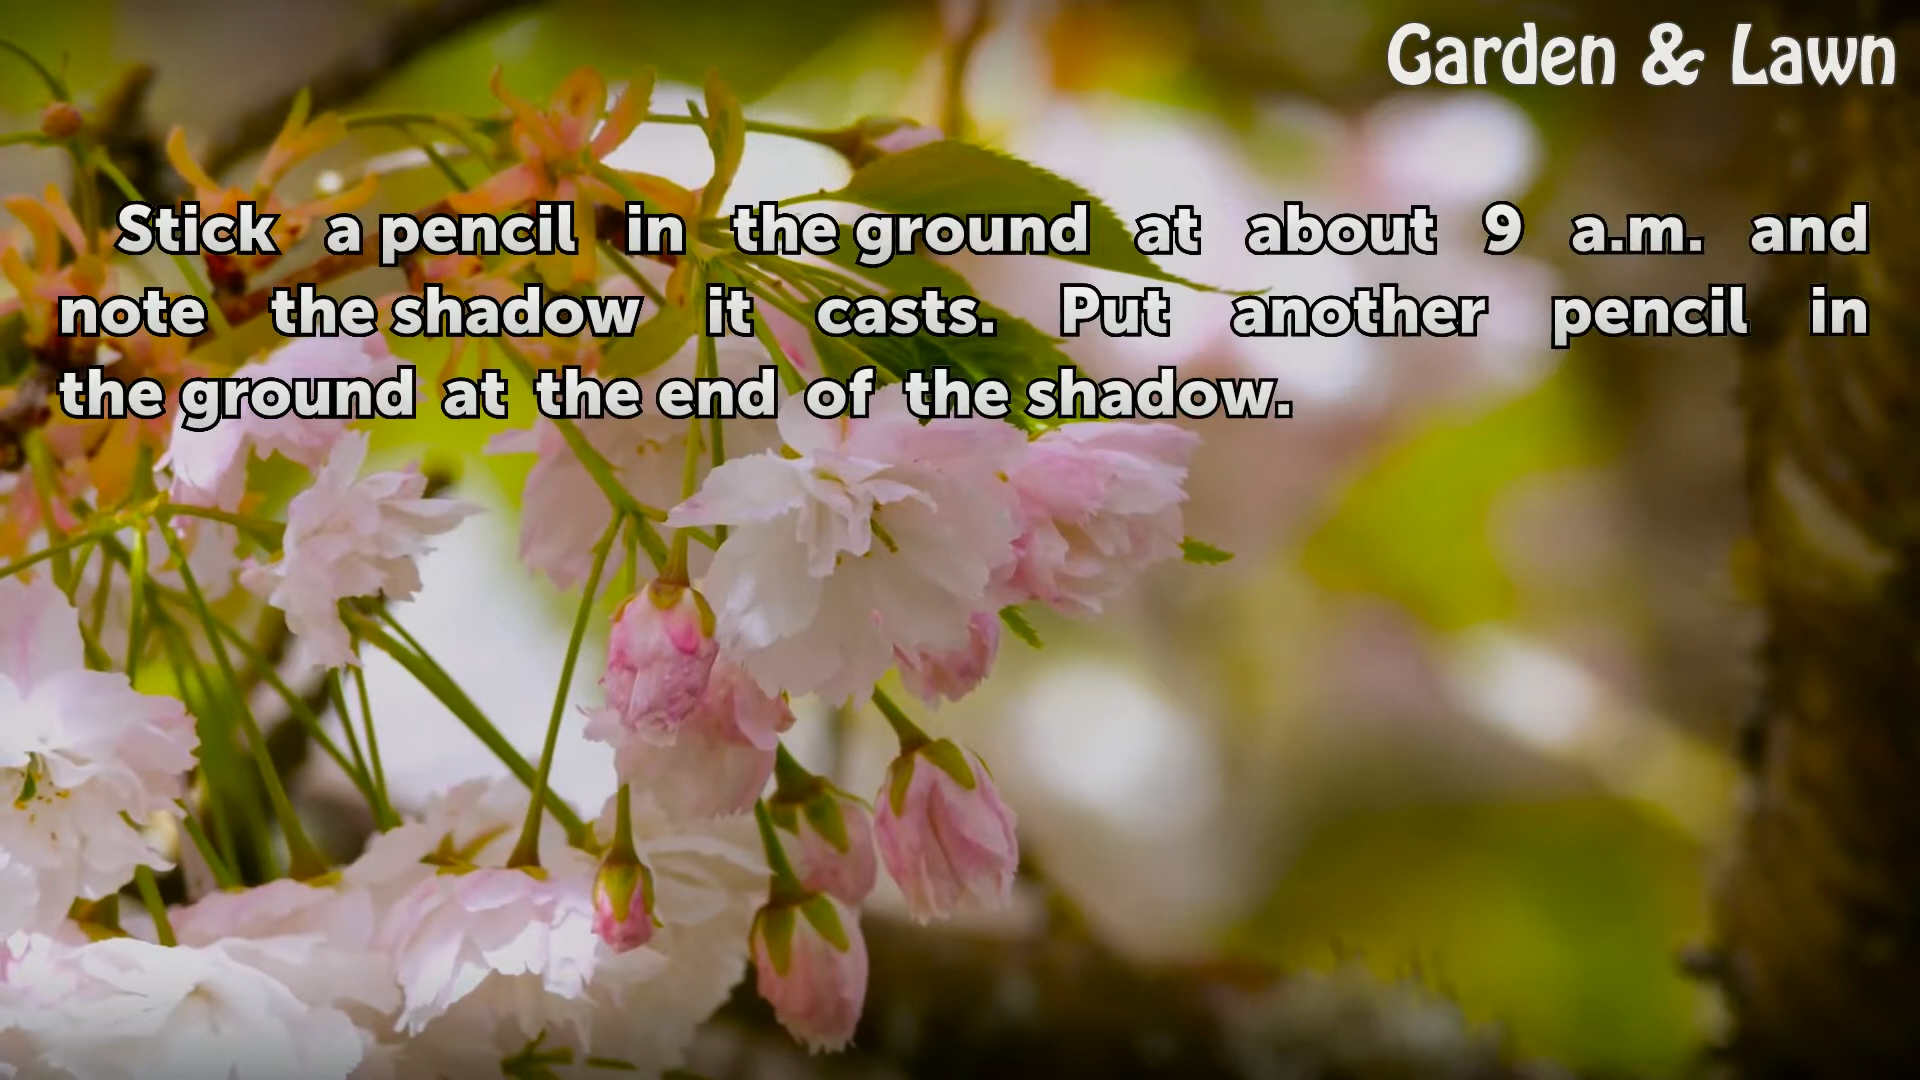 Garden & Lawn
Stick a pencil in the ground at about 9 a.m. and
note the shadow it casts. Put another pencil in
the ground at the end of the shadow.